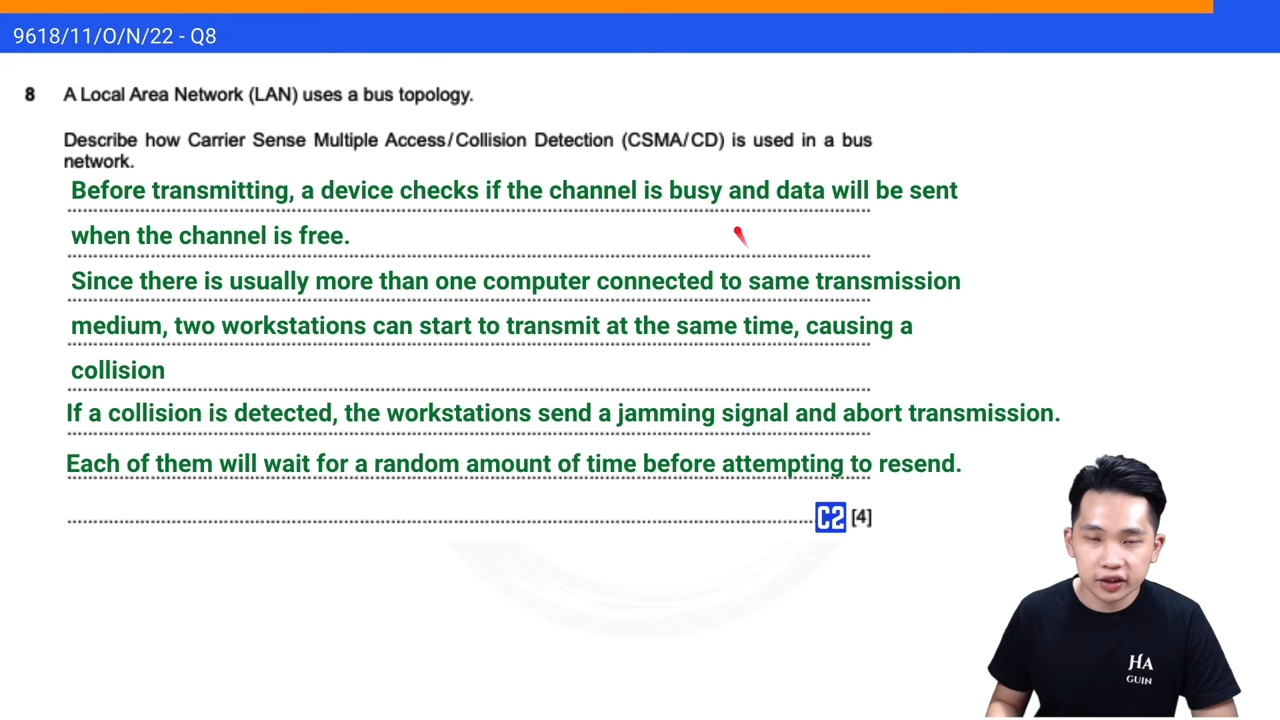 9618/11/O/N/22 - Q8
8 A Local Area Network (LAN) uses a bus topology.
Describe how Carrier Sense Multiple Access/Collision Detection (CSMA/CD) is used in a bus
network.
Before transmitting, a device checks if the channel is busy and data will be sent
when the channel is free.
Since there is usually more than one computer connected to same transmission
medium, two workstations can start to transmit at the same time, causing a
collision
If a collision is detected, the workstations send a jamming signal and abort transmission.
Each of them will wait for a random amount of time before attempting to resend.
C2 [4]
HA
GUIN